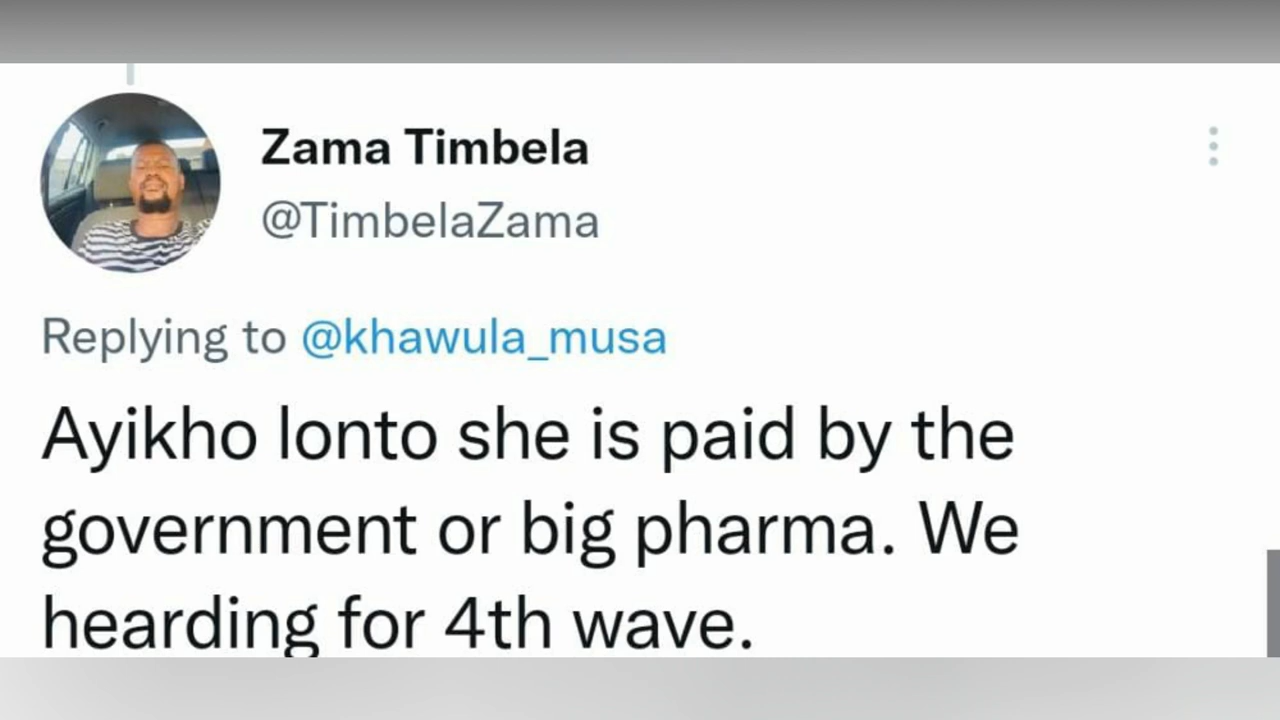 Zama Timbela
@TimbelaZama
Replying to @khawula_musa
Ayikho lonto she is paid by the
government or big pharma. We
hearding for 4th wave.